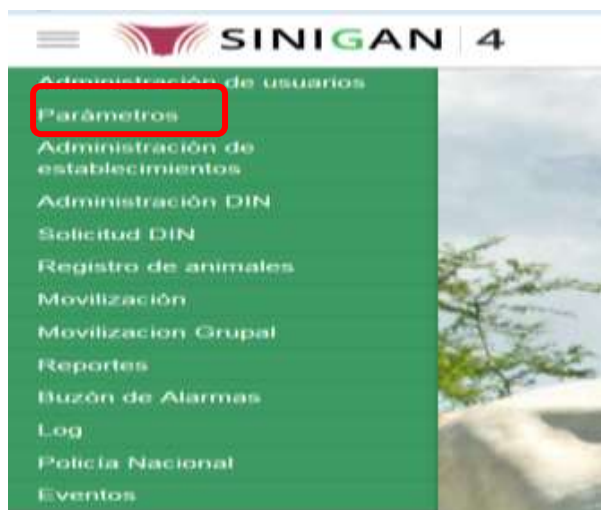 SINIGAN 4
Administración de usuarios
Parámetros
Administración de
establecimientos
Administración DIN
Solicitud DIN
Registro de animales
Movilización
Movilizacion Grupal
Reportes
Buzón de Alarmas
Log
Policía Nacional
Eventos